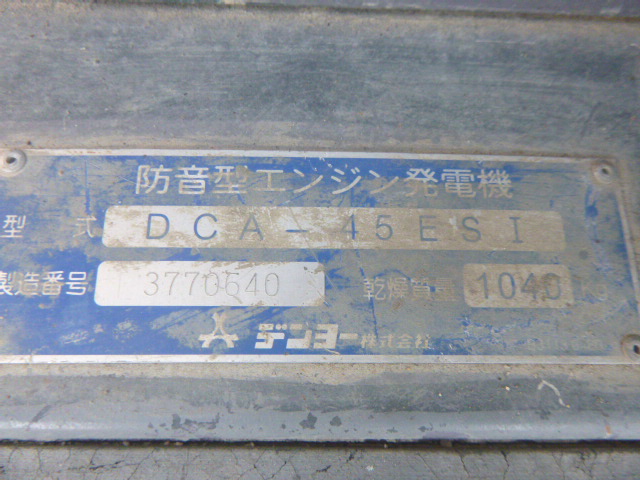 防音型エンジン発電機
型式 DCA-45ESI
製造番号 3770640 乾燥質量 1040
デンヨー株式会社